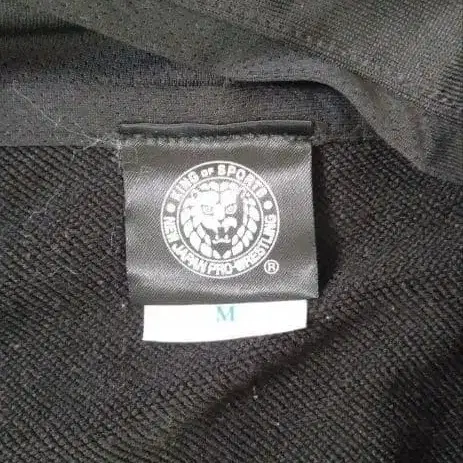 KING OF SPORTS
NEW JAPAN PRO-WRESTLING
®
M